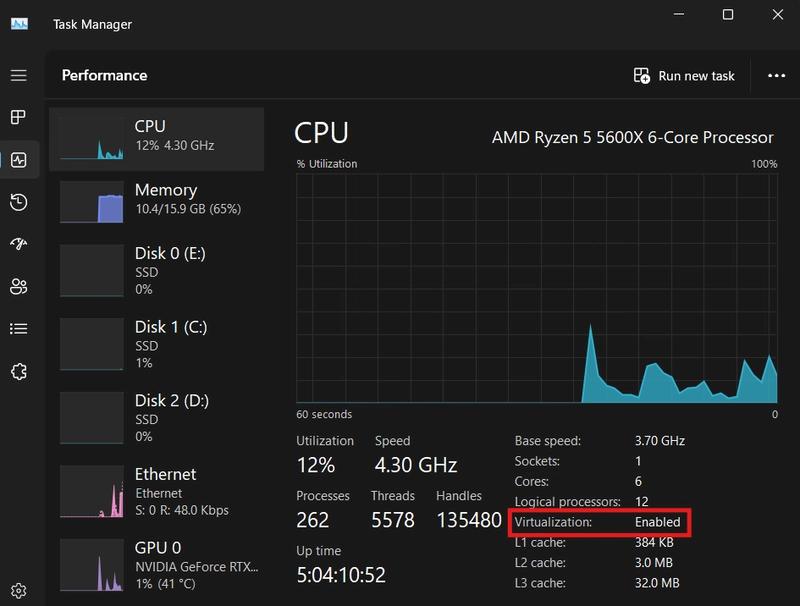 Task Manager
Performance
Run new task
CPU
12% 4.30 GHz
Memory
10.4/15.9 GB (65%)
Disk 0 (E:)
SSD
0%
Disk 1 (C:)
SSD
1%
Disk 2 (D:)
SSD
0%
Ethernet
Ethernet
S: 0 R: 48.0 Kbps
GPU 0
NVIDIA GeForce RTX...
1% (41 °C)
CPU AMD Ryzen 5 5600X 6-Core Processor
% Utilization 100%
60 seconds 0
Utilization Speed
12% 4.30 GHz
Processes Threads Handles
262 5578 135480
Up time
5:04:10:52
Base speed: 3.70 GHz
Sockets: 1
Cores: 6
Logical processors: 12
Virtualization: Enabled
L1 cache: 384 KB
L2 cache: 3.0 MB
L3 cache: 32.0 MB